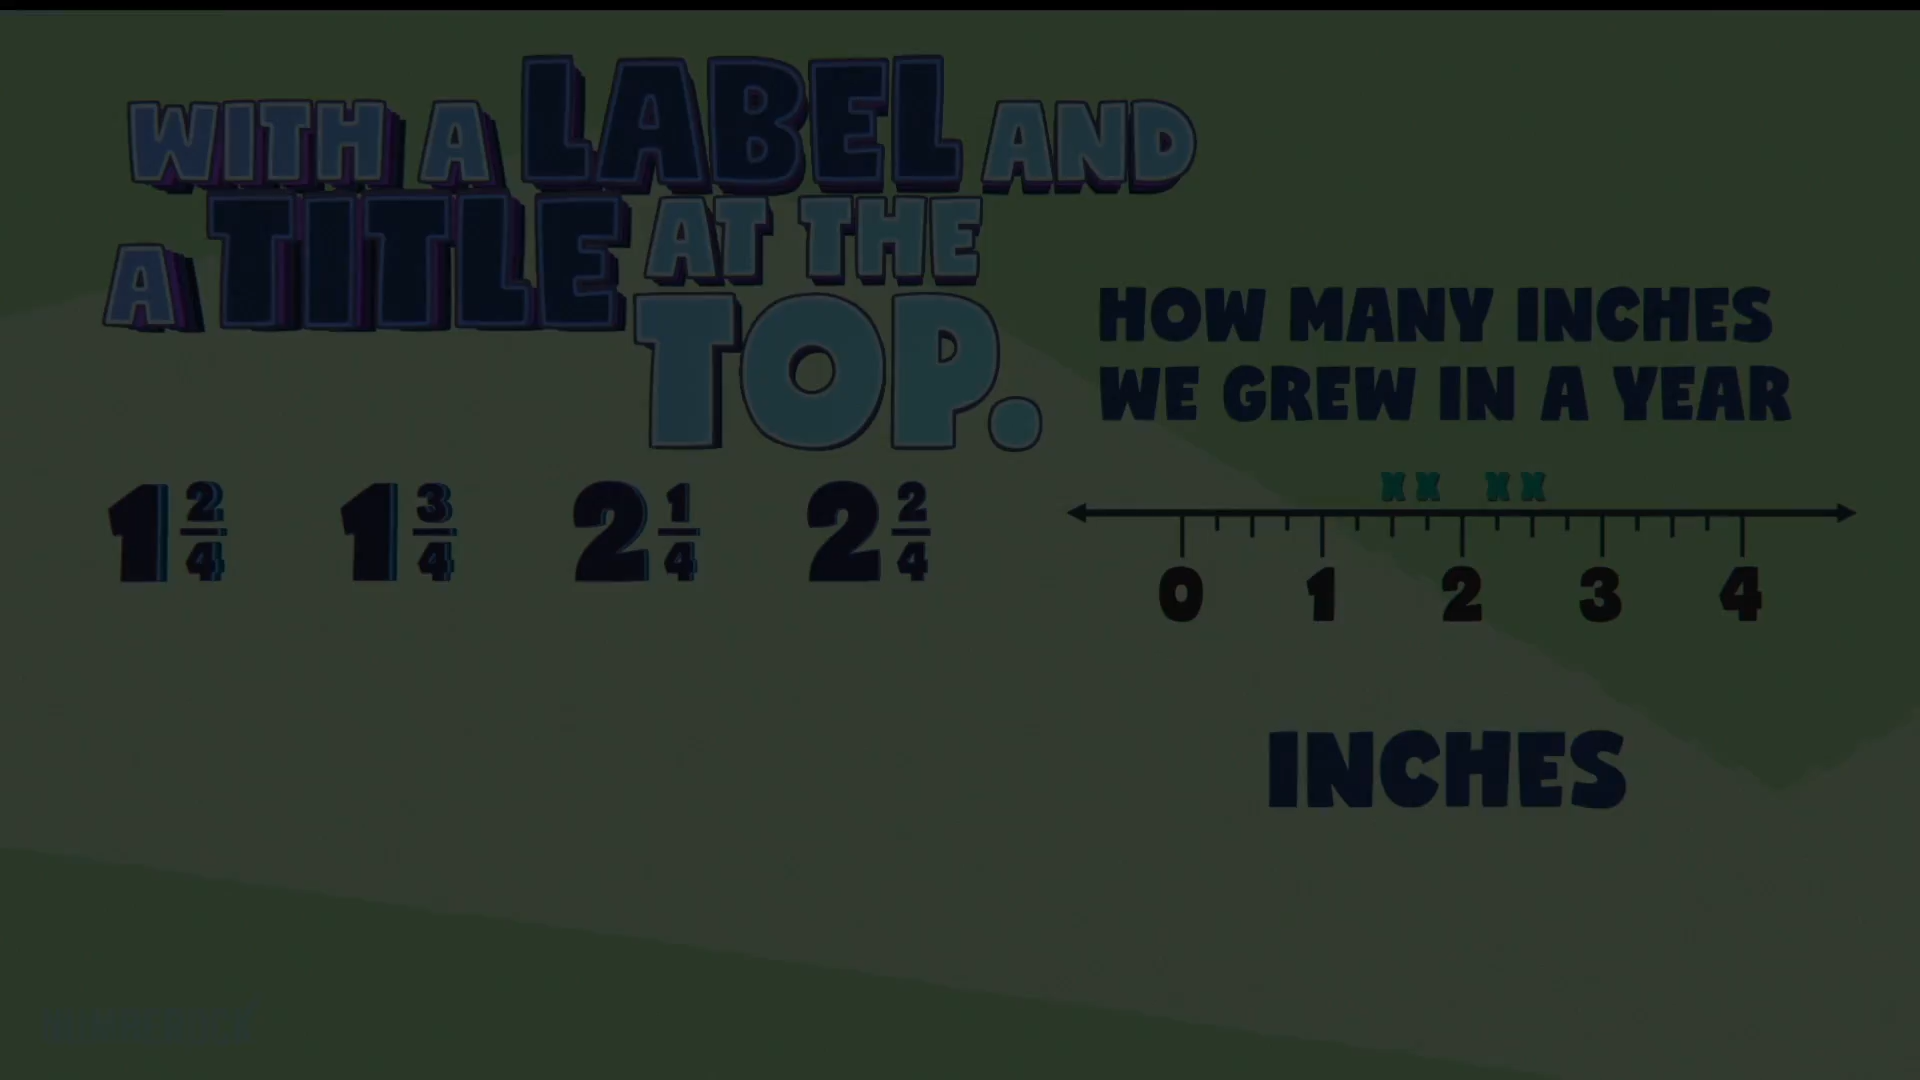 WITH A LABEL AND
A TITLE AT THE
TOP.
HOW MANY INCHES
WE GREW IN A YEAR
1 2/4 1 3/4 2 1/4 2 2/4
X X X X
0 1 2 3 4
INCHES
NUMBEROCK